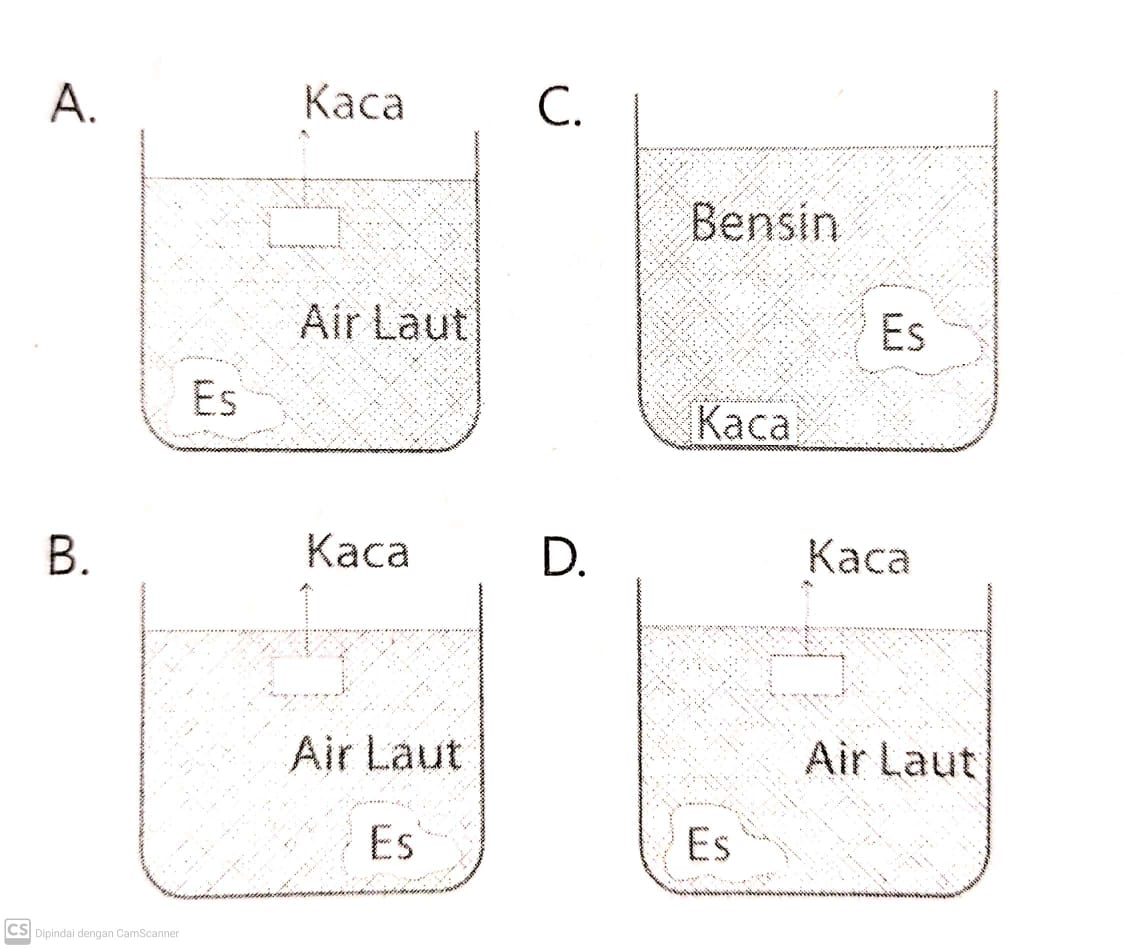 A.
Kaca
Air Laut
Es
B.
Kaca
Air Laut
Es
C.
Bensin
Es
Kaca
D.
Kaca
Air Laut
Es
CS Dipindai dengan CamScanner